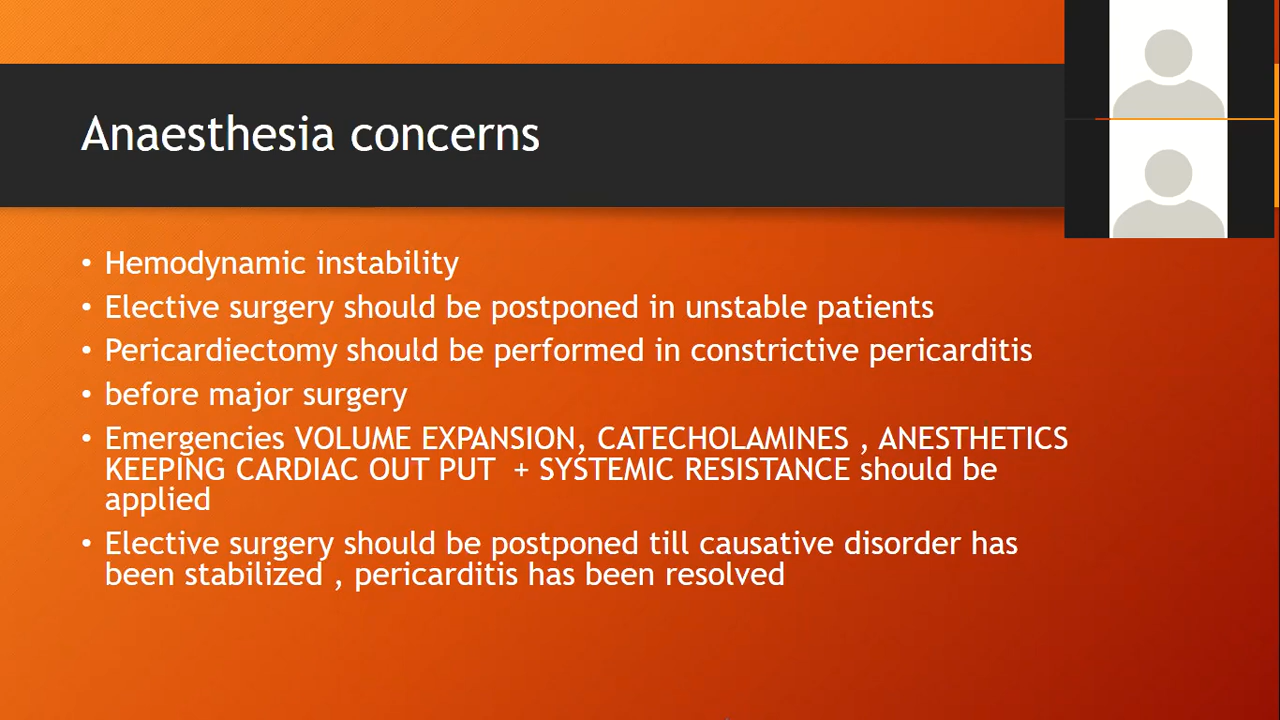 Anaesthesia concerns
• Hemodynamic instability
• Elective surgery should be postponed in unstable patients
• Pericardiectomy should be performed in constrictive pericarditis
• before major surgery
• Emergencies VOLUME EXPANSION, CATECHOLAMINES , ANESTHETICS
KEEPING CARDIAC OUT PUT  + SYSTEMIC RESISTANCE should be
applied
• Elective surgery should be postponed till causative disorder has
been stabilized , pericarditis has been resolved